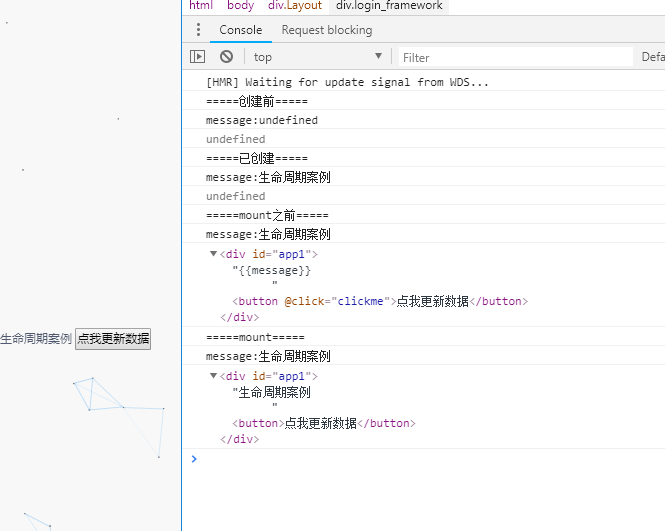 html body div.Layout div.login_framework
Console Request blocking
top Filter Defa
[HMR] Waiting for update signal from WDS...
=====创建前=====
message:undefined
undefined
=====已创建=====
message:生命周期案例
undefined
=====mount之前=====
message:生命周期案例
<div id="app1">
"{{message}}
"
<button @click="clickme">点我更新数据</button>
</div>
生命周期案例 点我更新数据
=====mount=====
message:生命周期案例
<div id="app1">
"生命周期案例
"
<button>点我更新数据</button>
</div>